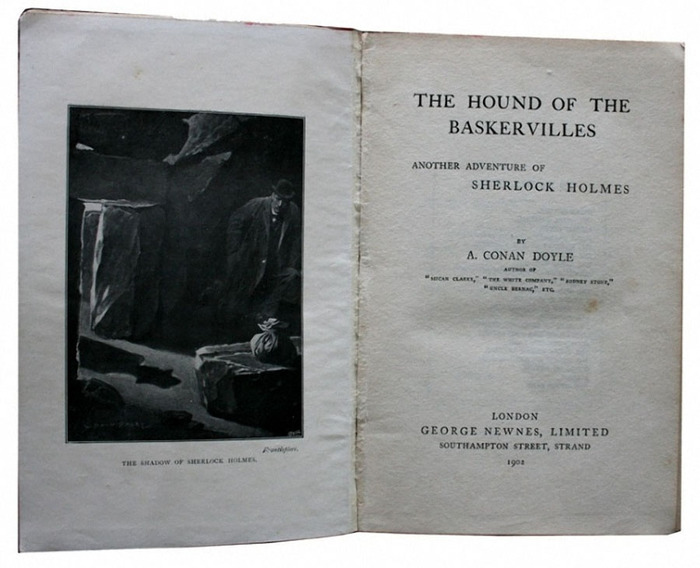 Frontispiece.
THE SHADOW OF SHERLOCK HOLMES.
THE HOUND OF THE
BASKERVILLES
ANOTHER ADVENTURE OF
SHERLOCK HOLMES
BY
A. CONAN DOYLE
AUTHOR OF
"MICAH CLARKE," "THE WHITE COMPANY," "RODNEY STONE,"
"UNCLE BERNAC," ETC.
LONDON
GEORGE NEWNES, LIMITED
SOUTHAMPTON STREET, STRAND
1902